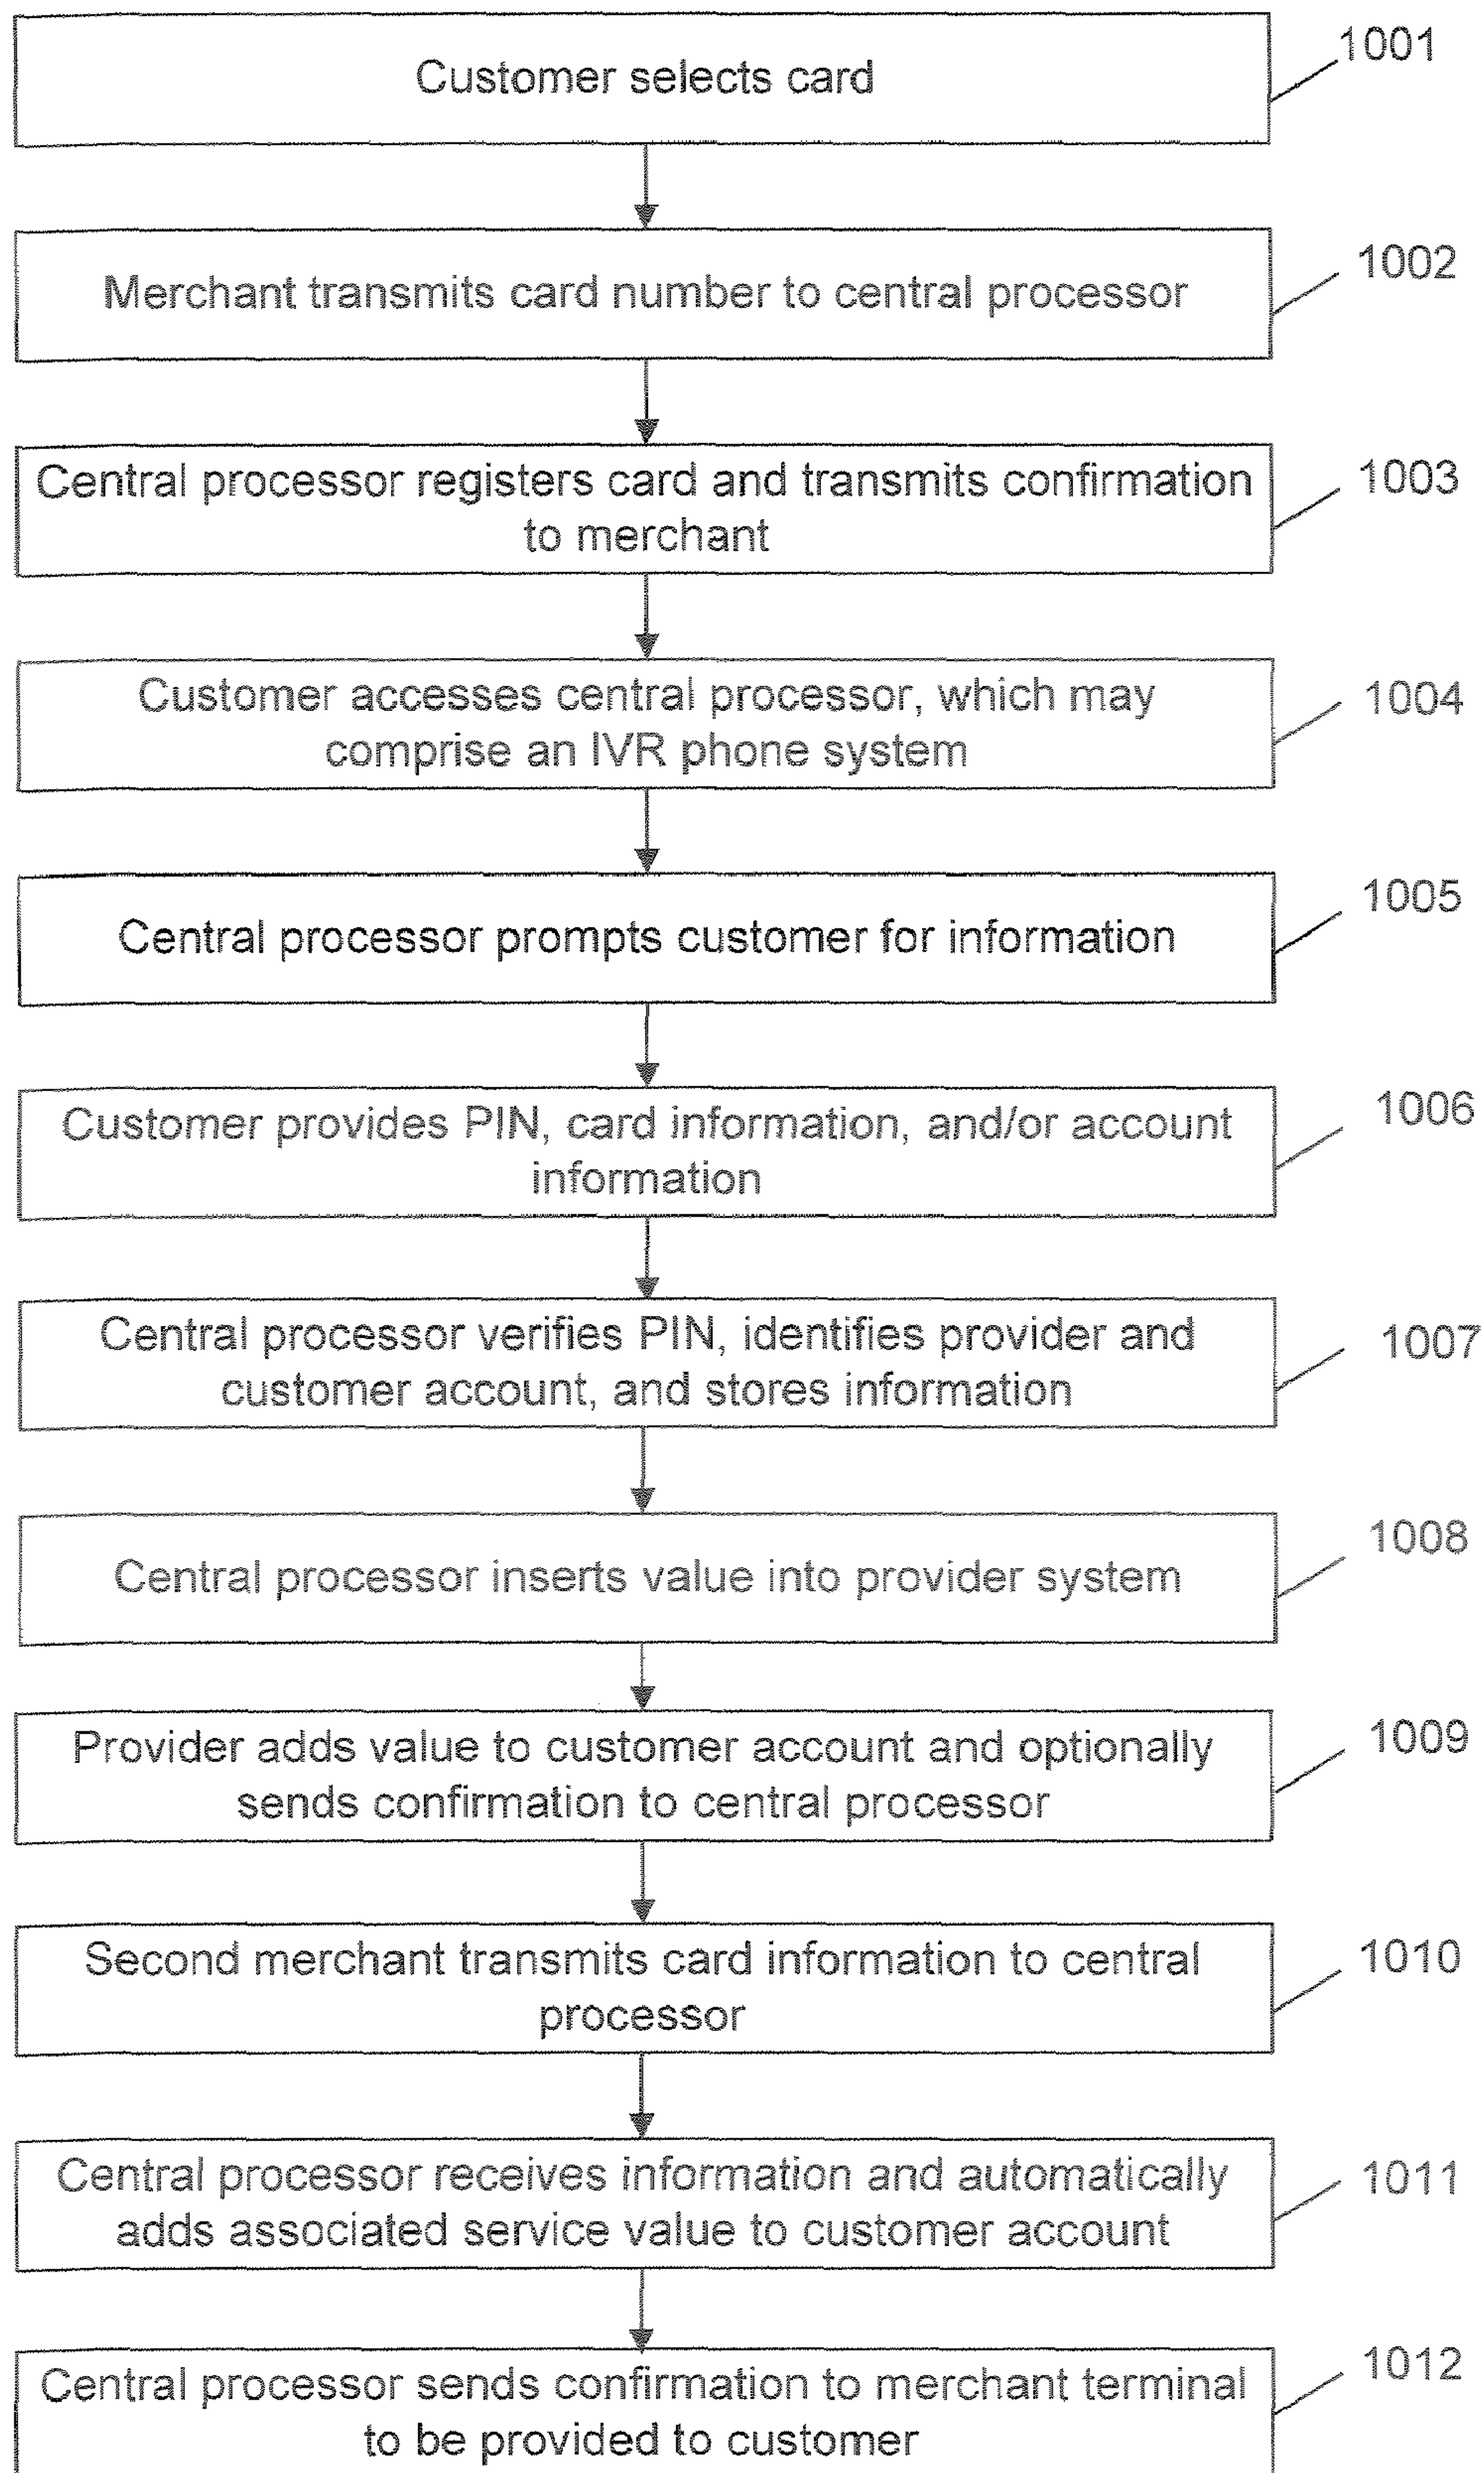 Customer selects card
1001
Merchant transmits card number to central processor
1002
Central processor registers card and transmits confirmation
to merchant
1003
Customer accesses central processor, which may
comprise an IVR phone system
1004
Central processor prompts customer for information
1005
Customer provides PIN, card information, and/or account
information
1006
Central processor verifies PIN, identifies provider and
customer account, and stores information
1007
Central processor inserts value into provider system
1008
Provider adds value to customer account and optionally
sends confirmation to central processor
1009
Second merchant transmits card information to central
processor
1010
Central processor receives information and automatically
adds associated service value to customer account
1011
Central processor sends confirmation to merchant terminal
to be provided to customer
1012